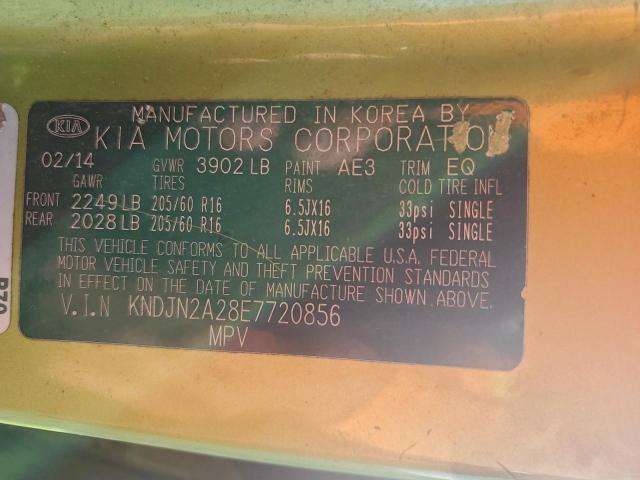 MANUFACTURED IN KOREA BY
KIA KIA MOTORS CORPORATION
02/14 GVWR 3902 LB PAINT AE3 TRIM EQ
GAWR TIRES RIMS COLD TIRE INFL
FRONT 2249 LB 205/60 R16 6.5JX16 33psi SINGLE
REAR 2028 LB 205/60 R16 6.5JX16 33psi SINGLE
THIS VEHICLE CONFORMS TO ALL APPLICABLE U.S.A. FEDERAL
MOTOR VEHICLE SAFETY AND THEFT PREVENTION STANDARDS
IN EFFECT ON THE DATE OF MANUFACTURE SHOWN ABOVE.
V.I.N KNDJN2A28E7720856
MPV